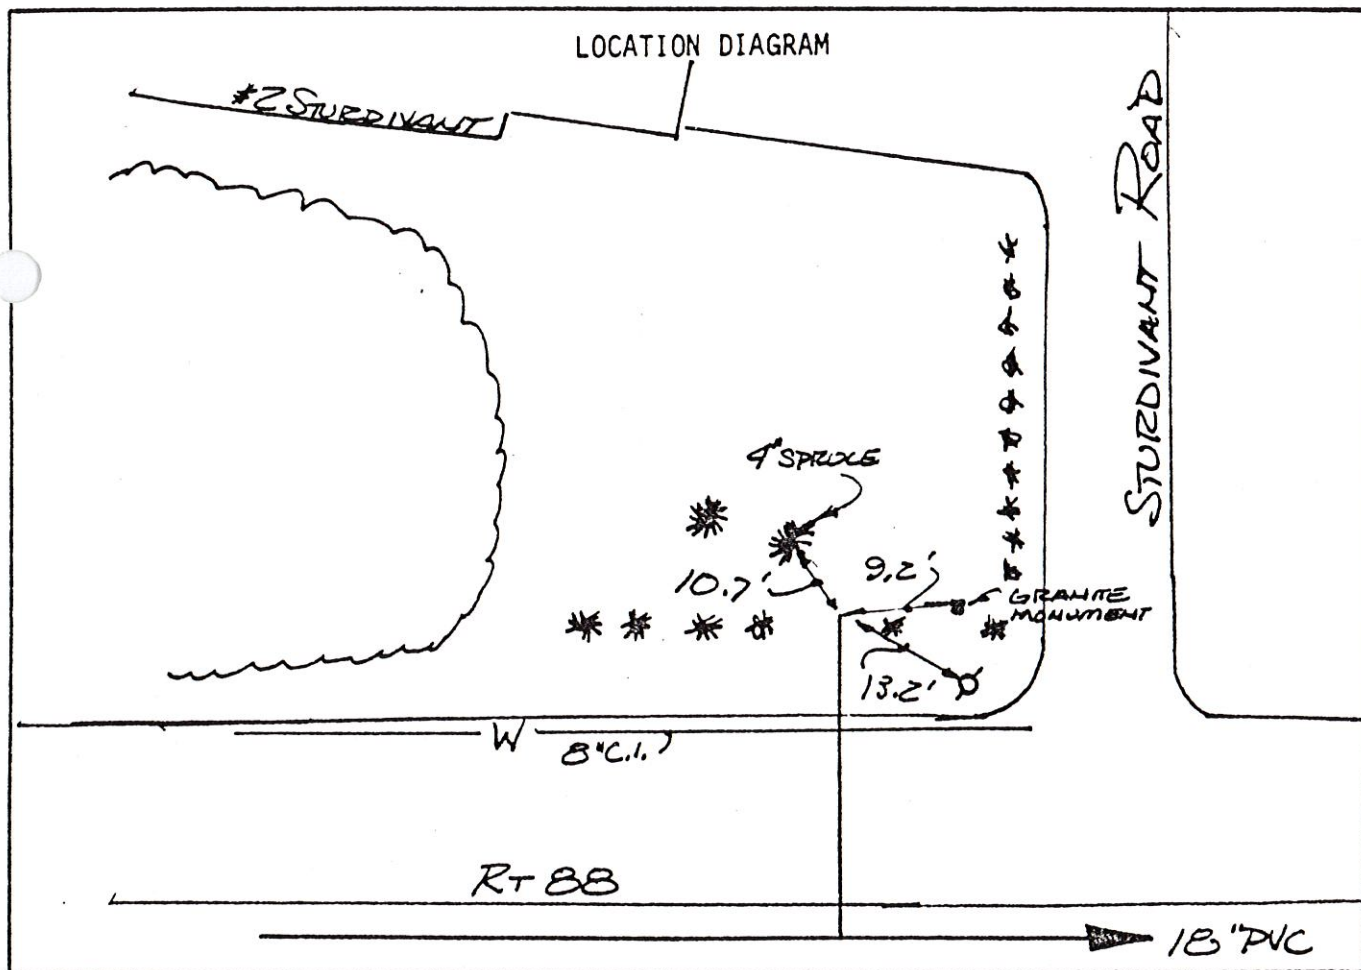 LOCATION DIAGRAM
#2 STURDIVANT
STURDIVANT ROAD
4" SPRUCE
10.7'
9.2'
GRANITE
MONUMENT
13.2'
W
8"C.I.
RT 88
18"PVC